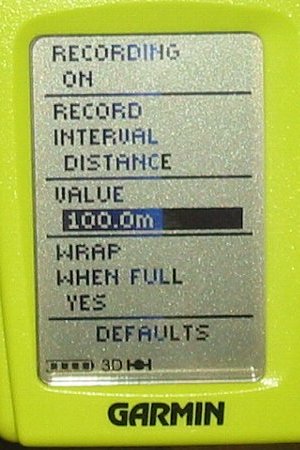 RECORDING
ON
RECORD
INTERVAL
DISTANCE
VALUE
100.0m
WRAP
WHEN FULL
YES
DEFAULTS
3D
GARMIN